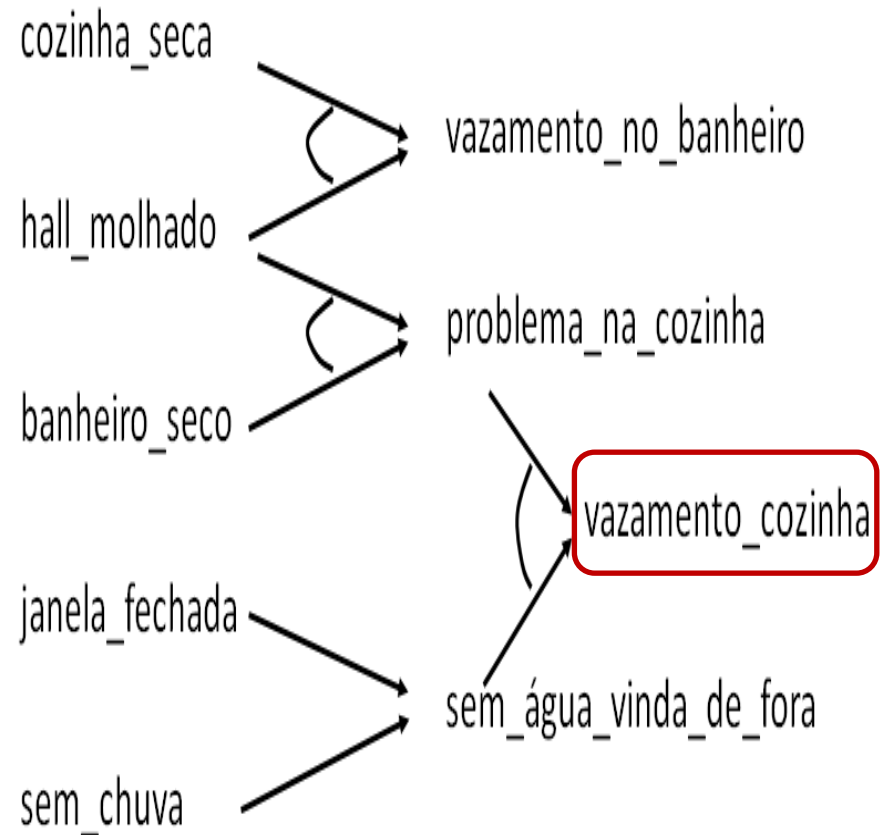 cozinha_seca
vazamento_no_banheiro
hall_molhado
problema_na_cozinha
banheiro_seco
vazamento_cozinha
janela_fechada
sem_água_vinda_de_fora
sem_chuva